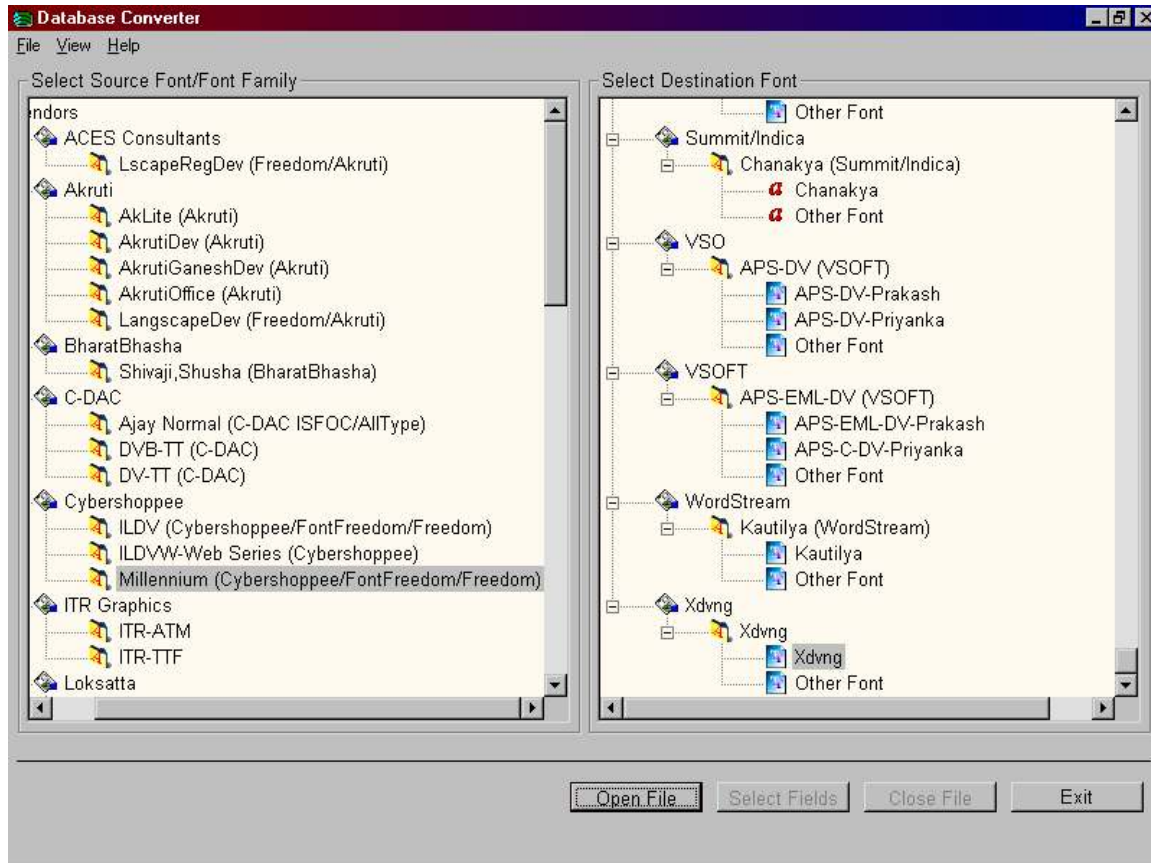 Database Converter
File View Help
Select Source Font/Font Family
endors
ACES Consultants
LscapeRegDev (Freedom/Akruti)
Akruti
AkLite (Akruti)
AkrutiDev (Akruti)
AkrutiGaneshDev (Akruti)
AkrutiOffice (Akruti)
LangscapeDev (Freedom/Akruti)
BharatBhasha
Shivaji,Shusha (BharatBhasha)
C-DAC
Ajay Normal (C-DAC ISFOC/AllType)
DVB-TT (C-DAC)
DV-TT (C-DAC)
Cybershoppee
ILDV (Cybershoppee/FontFreedom/Freedom)
ILDVW-Web Series (Cybershoppee)
Millennium (Cybershoppee/FontFreedom/Freedom)
ITR Graphics
ITR-ATM
ITR-TTF
Loksatta
Select Destination Font
Other Font
Summit/Indica
Chanakya (Summit/Indica)
Chanakya
Other Font
VSO
APS-DV (VSOFT)
APS-DV-Prakash
APS-DV-Priyanka
Other Font
VSOFT
APS-EML-DV (VSOFT)
APS-EML-DV-Prakash
APS-C-DV-Priyanka
Other Font
WordStream
Kautilya (WordStream)
Kautilya
Other Font
Xdvng
Xdvng
Xdvng
Other Font
Open File Select Fields Close File Exit